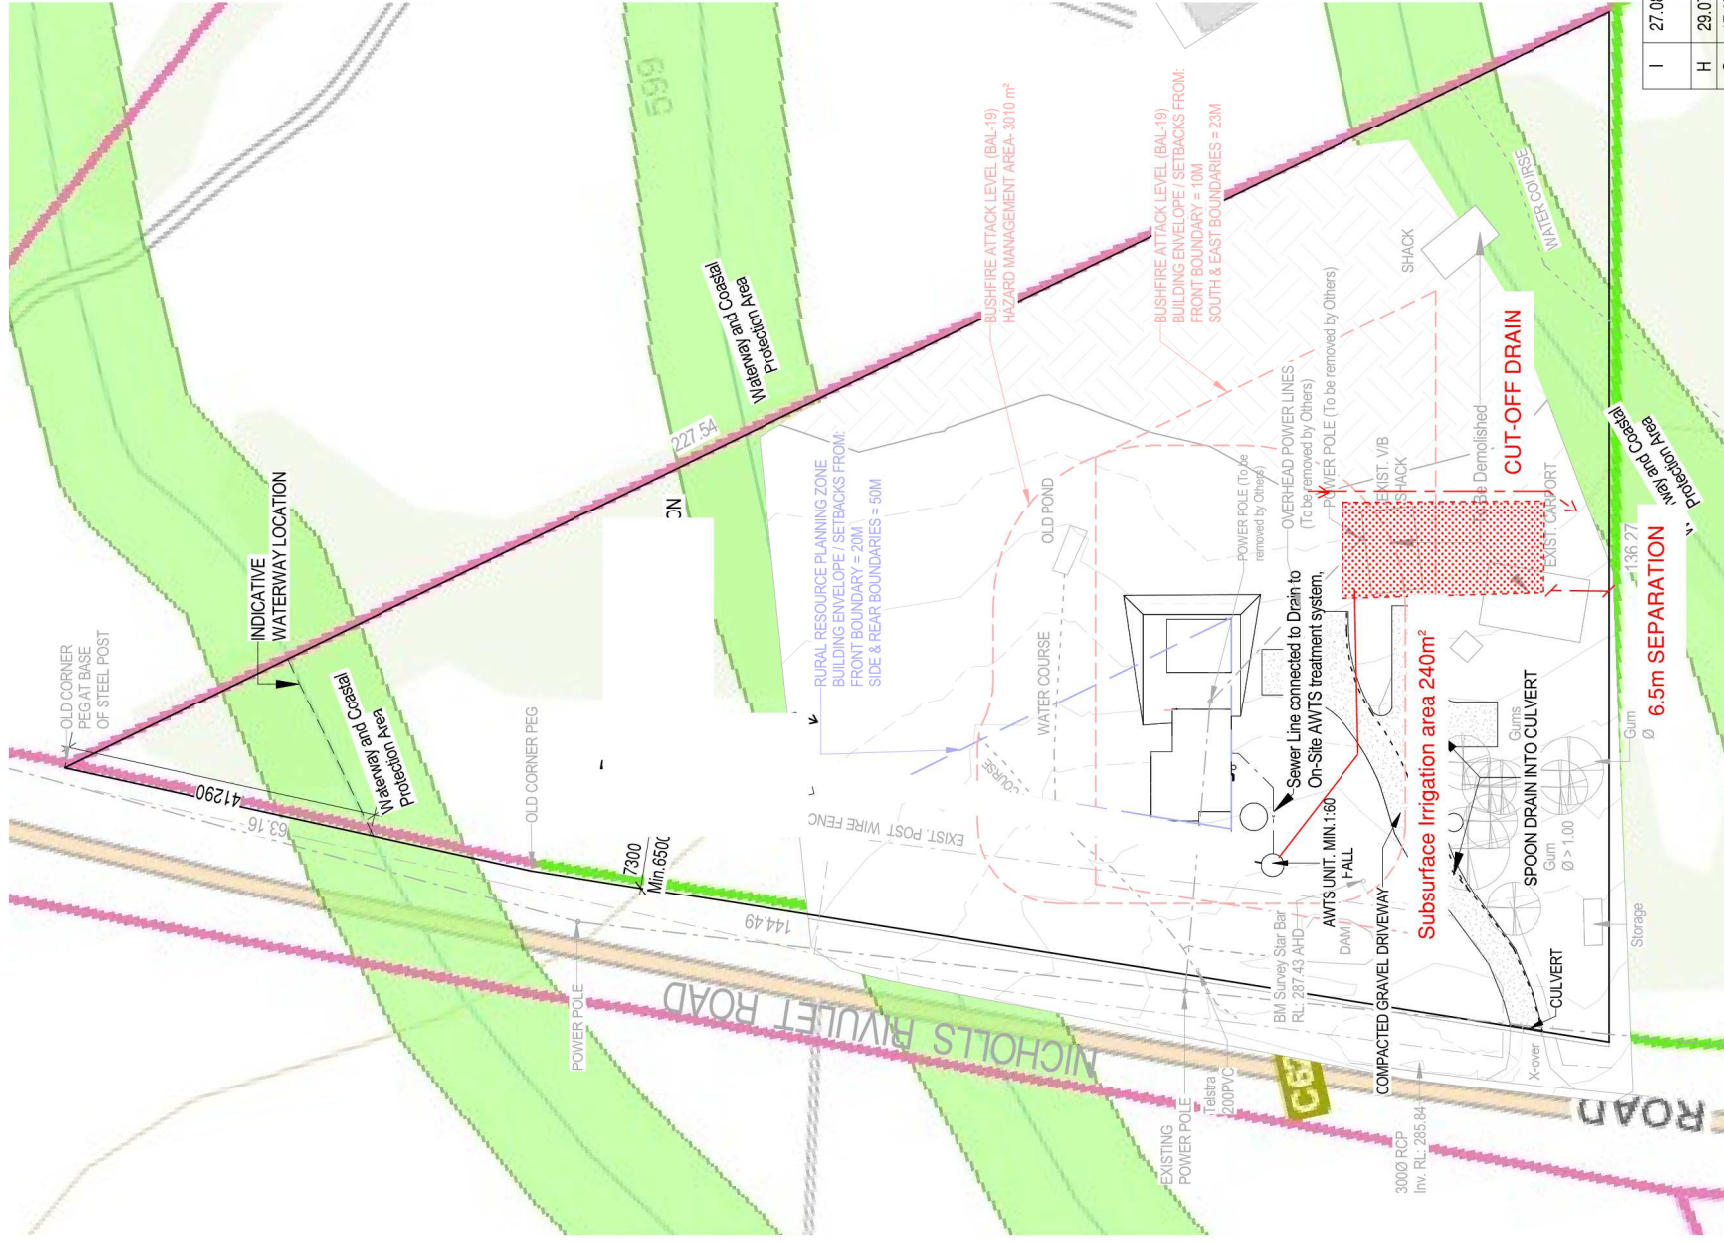 I
27.08
H
29.07
599
BUSHFIRE ATTACK LEVEL (BAL-19)
HAZARD MANAGEMENT AREA- 3010 m²
BUSHFIRE ATTACK LEVEL (BAL-19)
BUILDING ENVELOPE / SETBACKS FROM:
FRONT BOUNDARY = 10M
SOUTH & EAST BOUNDARIES = 23M
WATER COURSE
SHACK
Waterway and Coastal
Protection Area
227.54
OLD CORNER
PEG AT BASE
OF STEEL POST
INDICATIVE
WATERWAY LOCATION
Waterway and Coastal
Protection Area
41290
63.16
OLD CORNER PEG
7300
Min.6500
144.49
POWER POLE
RURAL RESOURCE PLANNING ZONE
BUILDING ENVELOPE / SETBACKS FROM:
FRONT BOUNDARY = 20M
SIDE & REAR BOUNDARIES = 50M
OLD POND
WATER COURSE
COURSE
EXIST. POST WIRE FENC
POWER POLE (To be
removed by Others)
OVERHEAD POWER LINES
(To be removed by Others)
POWER POLE (To be removed by Others)
EXIST. V/B
SHACK
Be Demolished
CUT-OFF DRAIN
EXIST CARPORT
way and Coastal
Protection Area
136.27
6.5m SEPARATION
Sewer Line connected to Drain to
On-Site AWTS treatment system,
Subsurface Irrigation area 240m²
AWTS UNIT. MIN.1:60
FALL
BM Survey Star Bar
RL: 287.43 AHD
DAM
COMPACTED GRAVEL DRIVEWAY
SPOON DRAIN INTO CULVERT
Gums
Gum
Ø > 1.00
Gum
Ø
Storage
CULVERT
X-over
NICHOLLS RIVULET ROAD
EXISTING
POWER POLE
Telstra
200PVC
300Ø RCP
Inv. RL: 285.84
ROAD